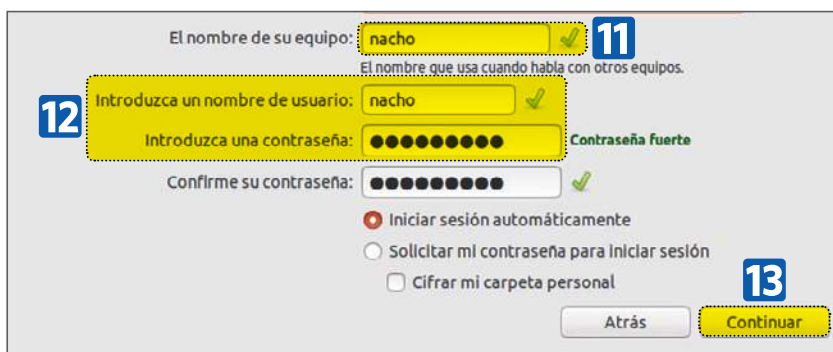 El nombre de su equipo: nacho 11
El nombre que usa cuando habla con otros equipos.
12 Introduzca un nombre de usuario: nacho
Introduzca una contraseña: ●●●●●●●●● Contraseña fuerte
Confirme su contraseña: ●●●●●●●●●
Iniciar sesión automáticamente
Solicitar mi contraseña para iniciar sesión
Cifrar mi carpeta personal
13
Atrás Continuar